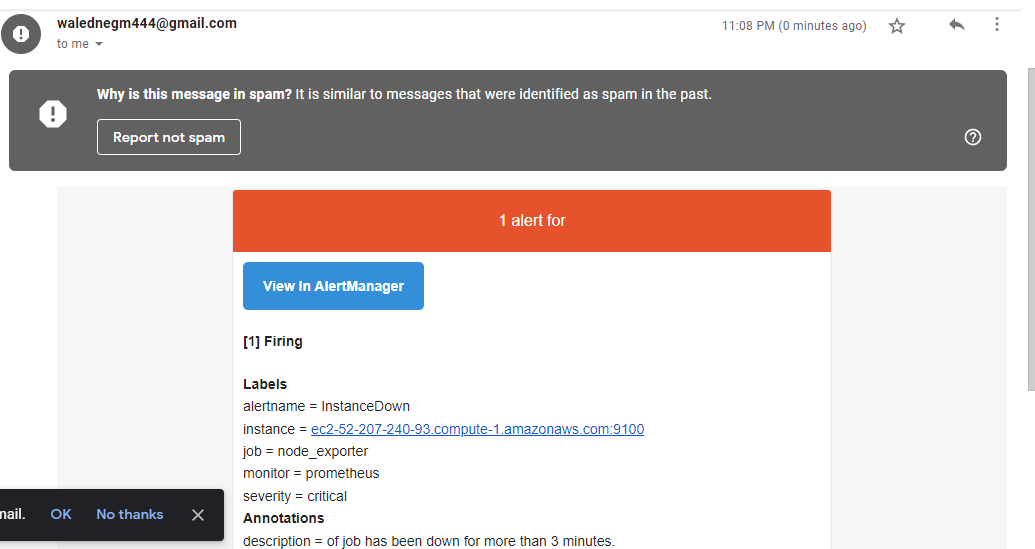 walednegm444@gmail.com
11:08 PM (0 minutes ago)
to me
Why is this message in spam? It is similar to messages that were identified as spam in the past.
Report not spam
1 alert for
View In AlertManager
[1] Firing
Labels
alertname = InstanceDown
instance = ec2-52-207-240-93.compute-1.amazonaws.com:9100
job = node_exporter
monitor = prometheus
severity = critical
Annotations
description = of job has been down for more than 3 minutes.
OK No thanks